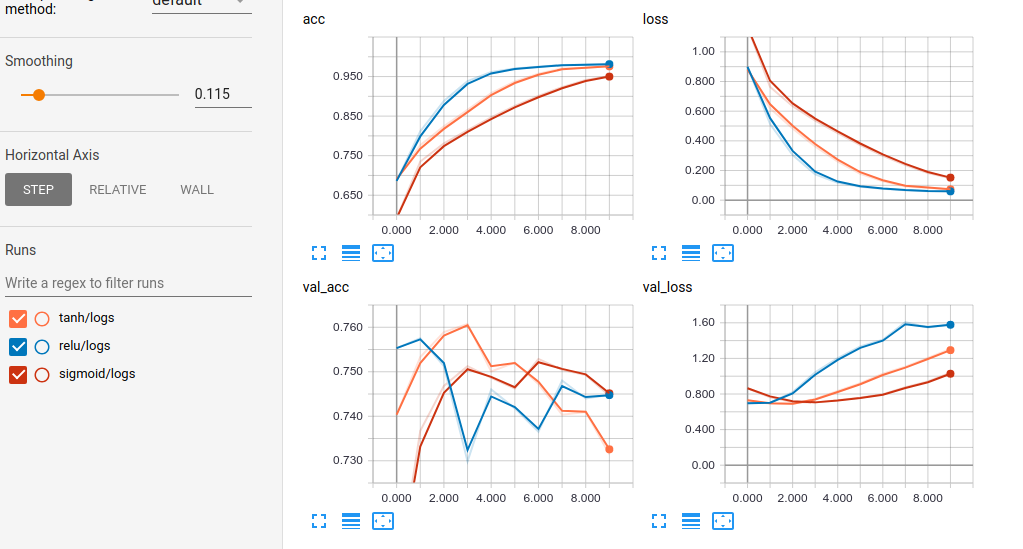 method:
default
Smoothing
0.115
Horizontal Axis
STEP RELATIVE WALL
Runs
Write a regex to filter runs
tanh/logs
relu/logs
sigmoid/logs
acc
0.950
0.850
0.750
0.650
0.000 2.000 4.000 6.000 8.000
loss
1.00
0.800
0.600
0.400
0.200
0.00
0.000 2.000 4.000 6.000 8.000
val_acc
0.760
0.750
0.740
0.730
0.000 2.000 4.000 6.000 8.000
val_loss
1.60
1.20
0.800
0.400
0.00
0.000 2.000 4.000 6.000 8.000